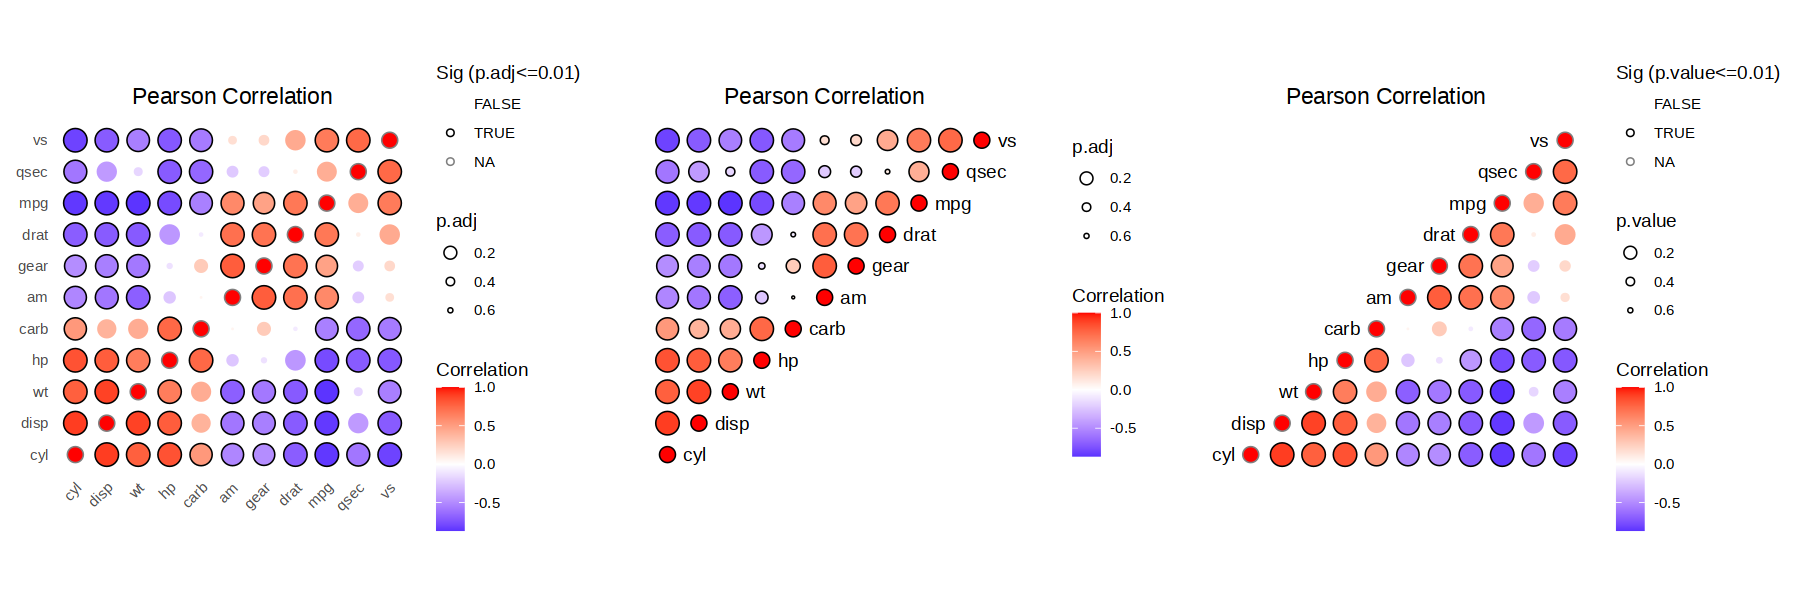 Pearson Correlation
vs
qsec
mpg
drat
gear
am
carb
hp
wt
disp
cyl
cyl disp wt hp carb am gear drat mpg qsec vs
Sig (p.adj<=0.01)
FALSE
TRUE
NA
p.adj
0.2
0.4
0.6
Correlation
1.0
0.5
0.0
-0.5
Pearson Correlation
vs
qsec
mpg
drat
gear
am
carb
hp
wt
disp
cyl
p.adj
0.2
0.4
0.6
Correlation
1.0
0.5
0.0
-0.5
Pearson Correlation
vs
qsec
mpg
drat
gear
am
carb
hp
wt
disp
cyl
Sig (p.value<=0.01)
FALSE
TRUE
NA
p.value
0.2
0.4
0.6
Correlation
1.0
0.5
0.0
-0.5